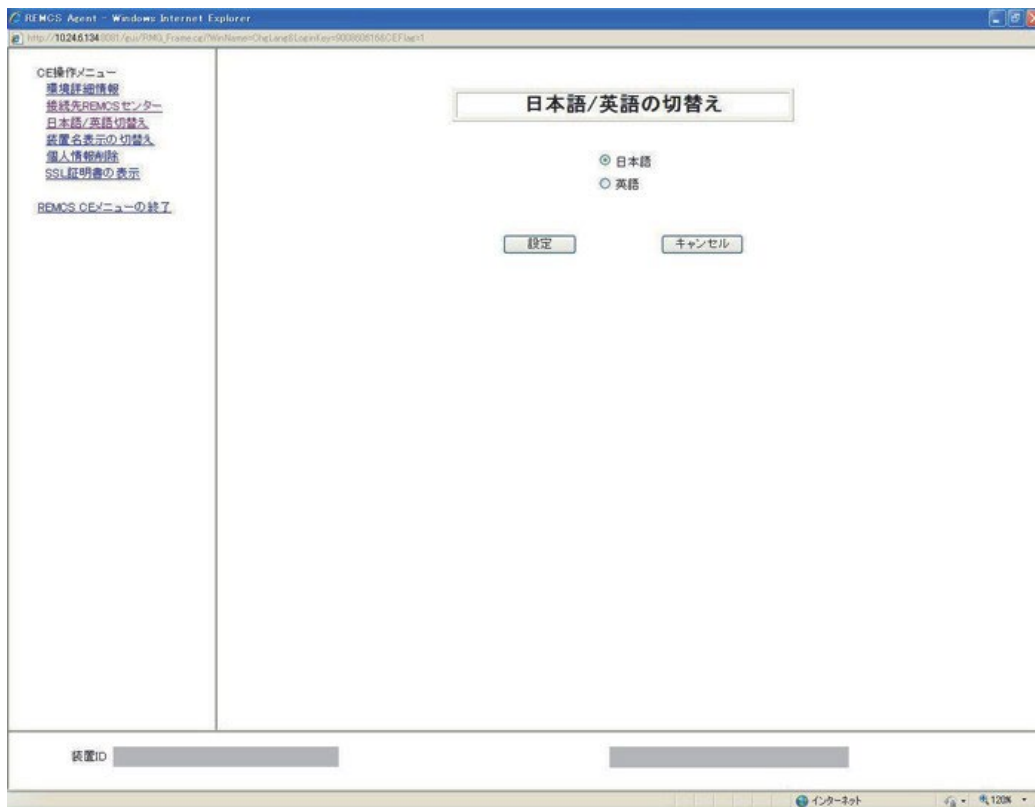 REMCS Agent - Windows Internet Explorer
CE操作メニュー
環境詳細情報
接続先REMCSセンター
日本語/英語切替え
装置名表示の切替え
個人情報削除
SSL証明書の表示
REMCS CEメニューの終了
日本語/英語の切替え
日本語
英語
設定 キャンセル
装置ID
インターネット 120%